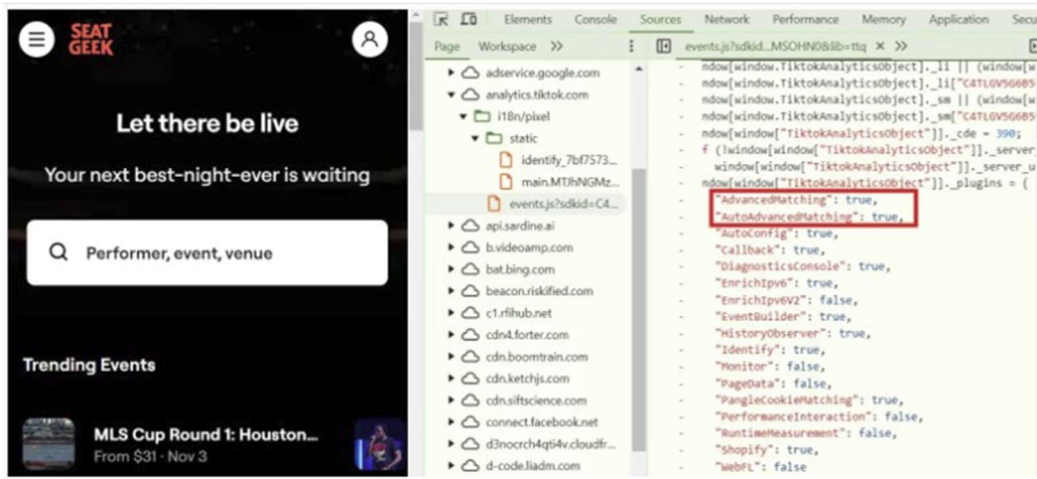 SEAT
GEEK
Let there be live
Your next best-night-ever is waiting
Performer, event, venue
Trending Events
MLS Cup Round 1: Houston...
From $31 · Nov 3
Elements Console Sources Network Performance Memory Application Secu
Page Workspace
events.js?sdkid...MSOHN0&lib=ttq
adservice.google.com
analytics.tiktok.com
i18n/pixel
static
identify_7bf7573...
main.MTJhNGMz...
events.js?sdkid=C4...
api.sardine.ai
b.videoamp.com
bat.bing.com
beacon.riskified.com
c1.rfihub.net
cdn4.forter.com
cdn.boomtrain.com
cdn.ketchjs.com
cdn.siftscience.com
connect.facebook.net
d3nocrch4qti4v.cloudfr...
d-code.liadm.com
ndow[window.TiktokAnalyticsObject]._li || (window[w
ndow[window.TiktokAnalyticsObject]._li["C4TLGV5G6B5
ndow[window.TiktokAnalyticsObject]._sm || (window[w
ndow[window.TiktokAnalyticsObject]._sm["C4TLGV5G6B5
ndow[window["TiktokAnalyticsObject"]]._cde = 390;
f (!window[window["TiktokAnalyticsObject"]]._server_
window[window["TiktokAnalyticsObject"]]._server_u
ndow[window["TiktokAnalyticsObject"]]._plugins = {
"AdvancedMatching": true,
"AutoAdvancedMatching": true,
"AutoConfig": true,
"Callback": true,
"DiagnosticsConsole": true,
"EnrichIpv6": true,
"EnrichIpv6V2": false,
"EventBuilder": true,
"HistoryObserver": true,
"Identify": true,
"Monitor": false,
"PageData": false,
"PangleCookieMatching": true,
"PerformanceInteraction": false,
"RuntimeMeasurement": false,
"Shopify": true,
"WebFL": false